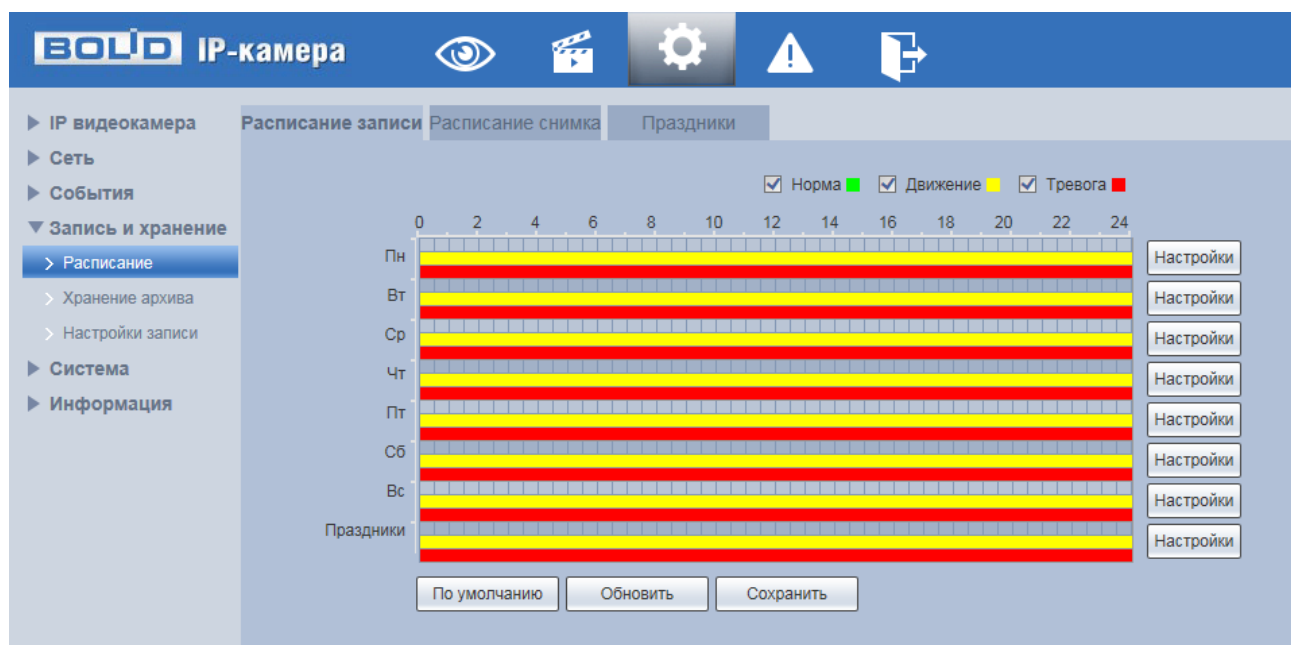 BOLID IP-камера
IP видеокамера
Сеть
События
Запись и хранение
Расписание
Хранение архива
Настройки записи
Система
Информация
Расписание записи Расписание снимка Праздники
Норма Движение Тревога
0 2 4 6 8 10 12 14 16 18 20 22 24
Пн Настройки
Вт Настройки
Ср Настройки
Чт Настройки
Пт Настройки
Сб Настройки
Вс Настройки
Праздники Настройки
По умолчанию Обновить Сохранить